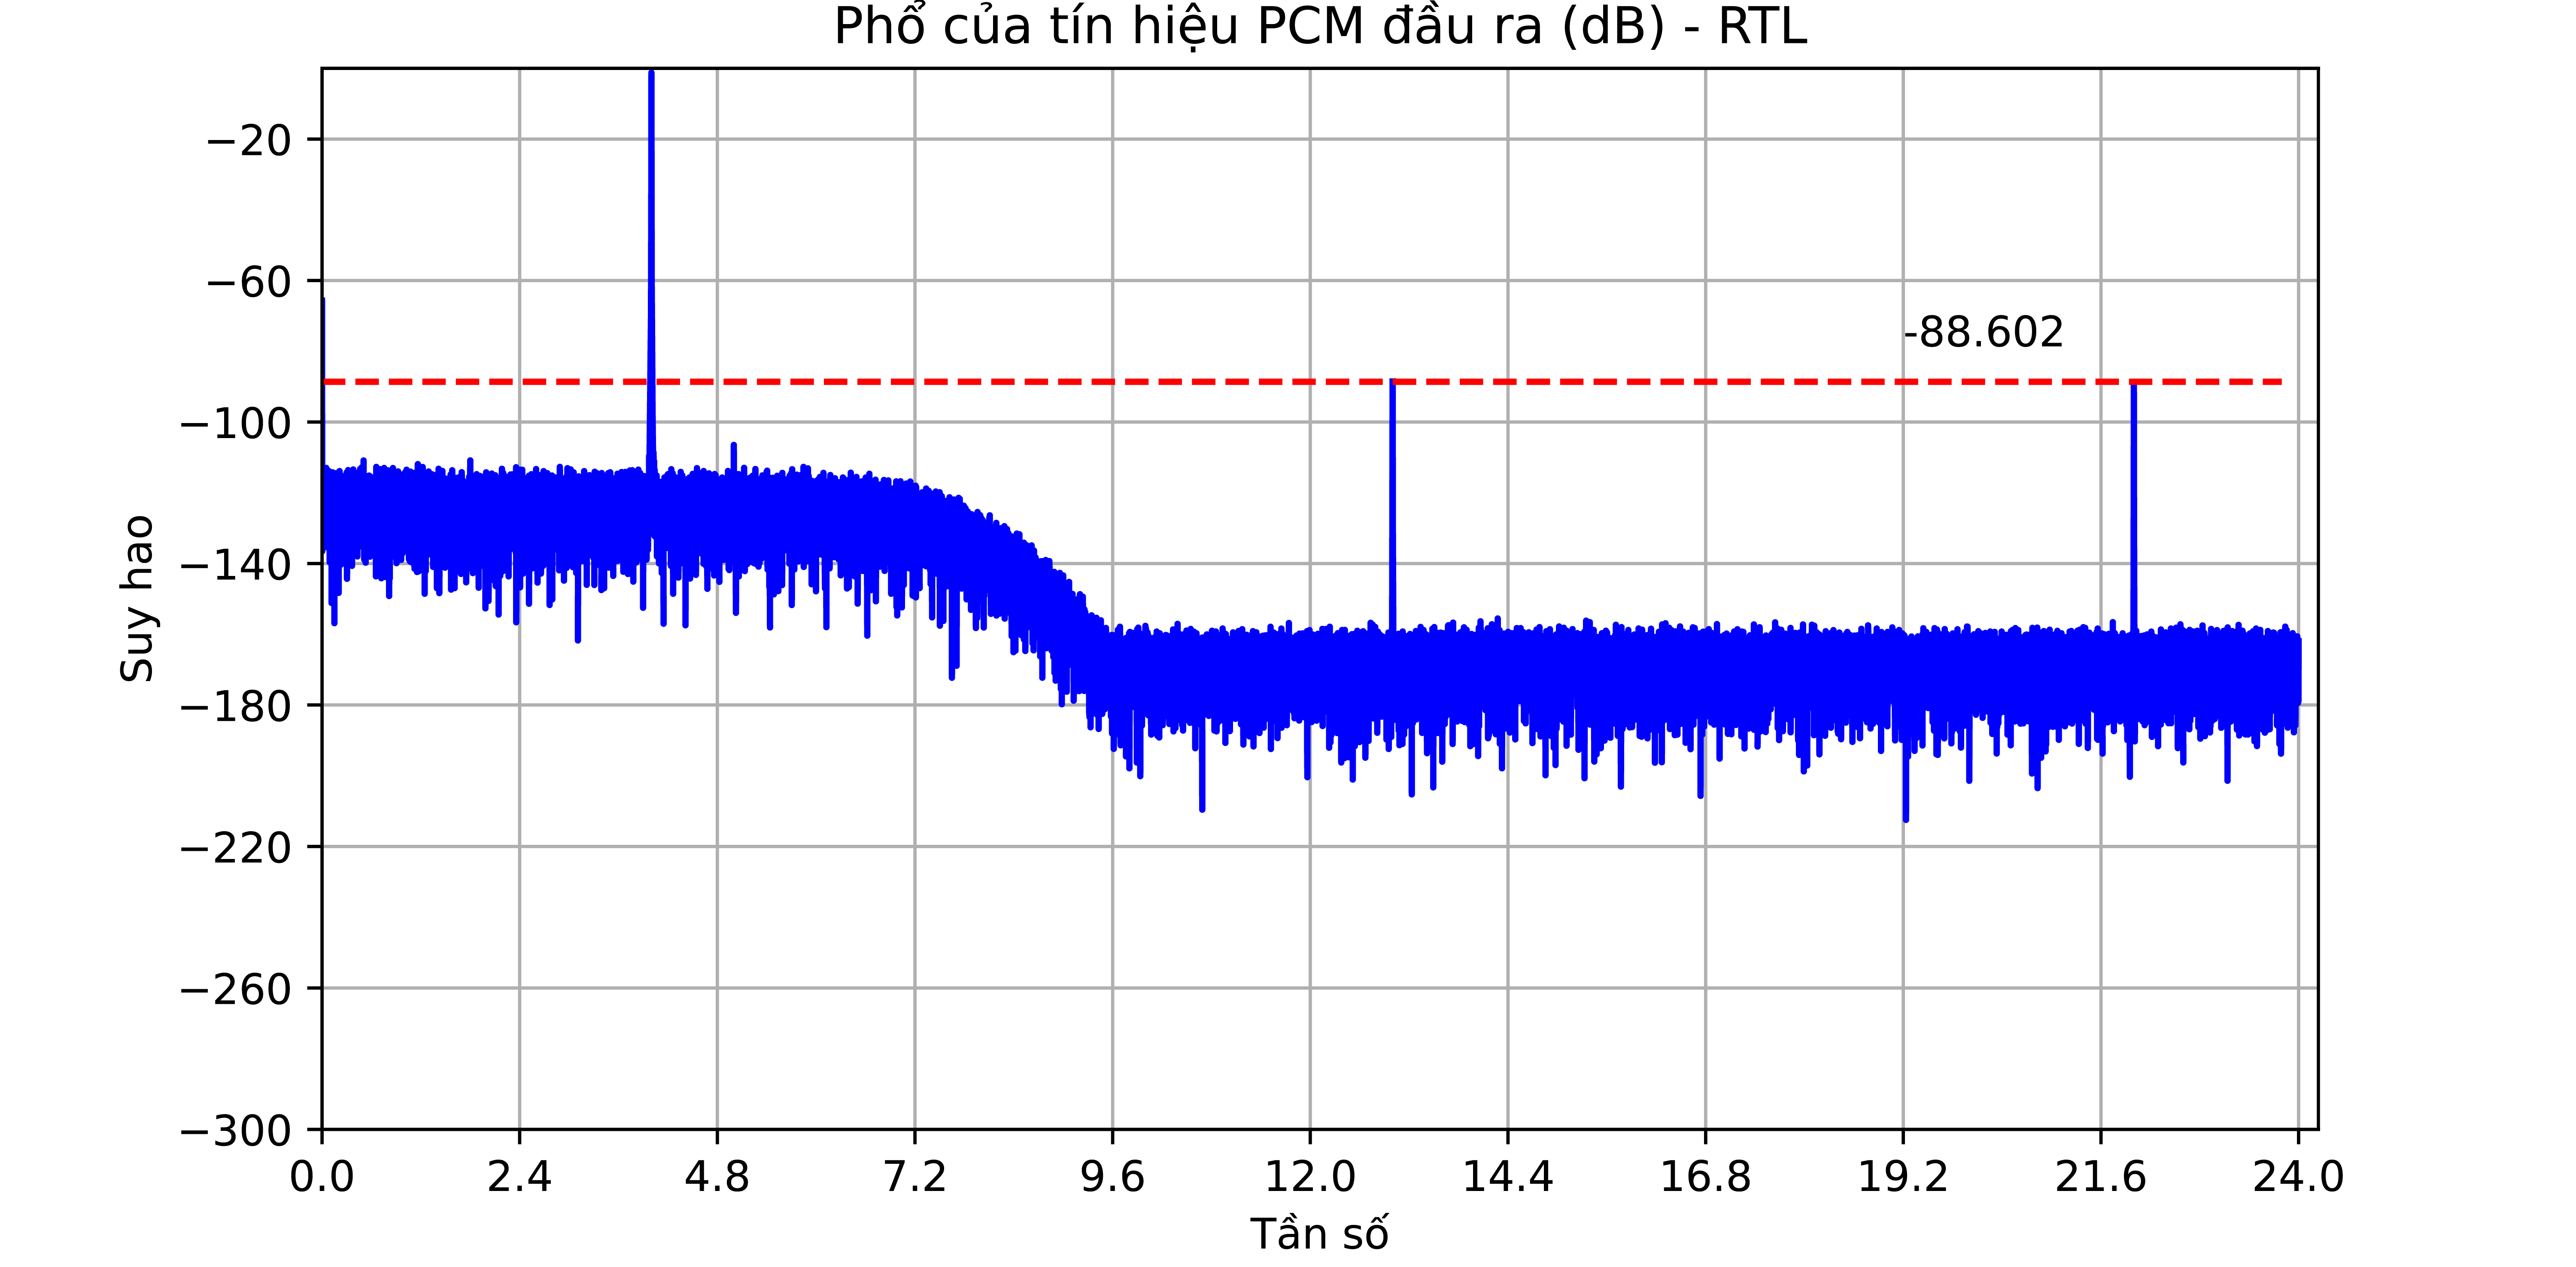 Phổ của tín hiệu PCM đầu ra (dB) - RTL
−20
−60
−100
−140
−180
−220
−260
−300
-88.602
Suy hao
0.0 2.4 4.8 7.2 9.6 12.0 14.4 16.8 19.2 21.6 24.0
Tần số